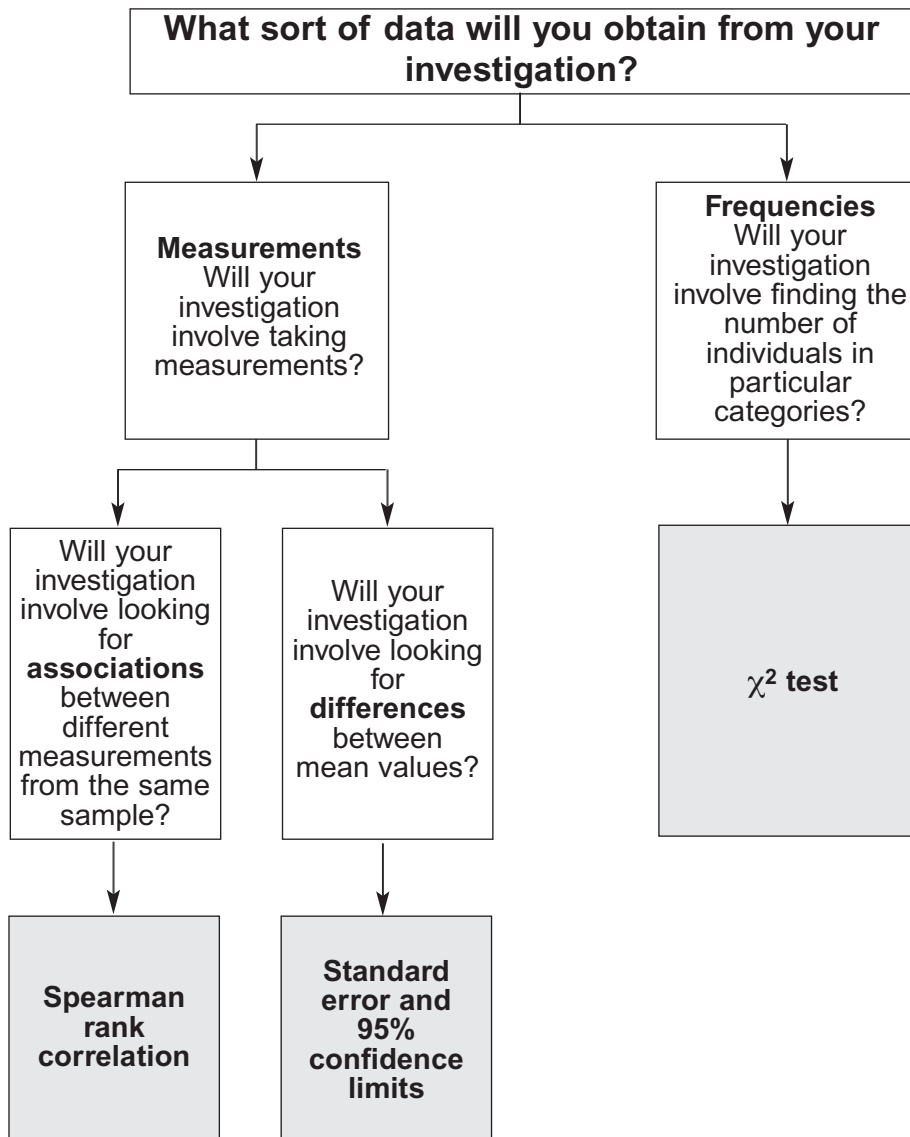 What sort of data will you obtain from your
investigation?
Measurements
Will your
investigation
involve taking
measurements?
Frequencies
Will your
investigation
involve finding the
number of
individuals in
particular
categories?
Will your
investigation
involve looking
for
associations
between
different
measurements
from the same
sample?
Will your
investigation
involve looking
for
differences
between
mean values?
χ² test
Spearman
rank
correlation
Standard
error and
95%
confidence
limits